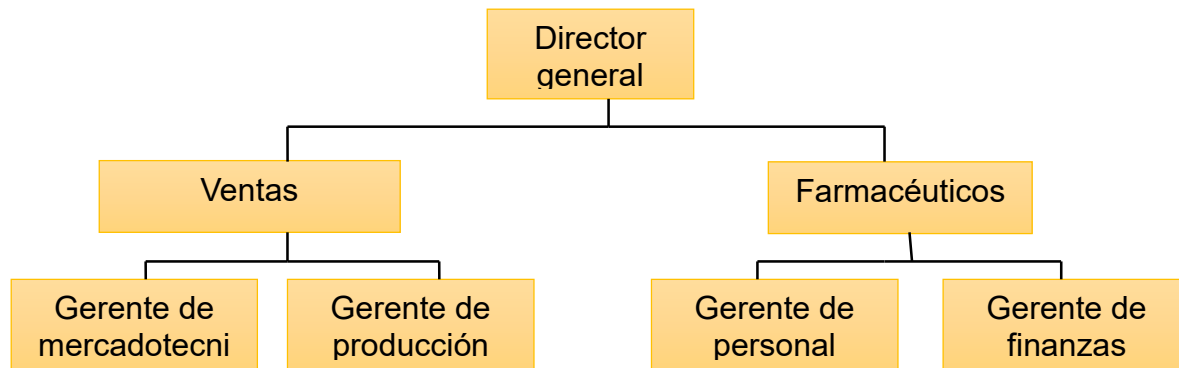 Director
general
Ventas
Farmacéuticos
Gerente de
mercadotecni
Gerente de
producción
Gerente de
personal
Gerente de
finanzas